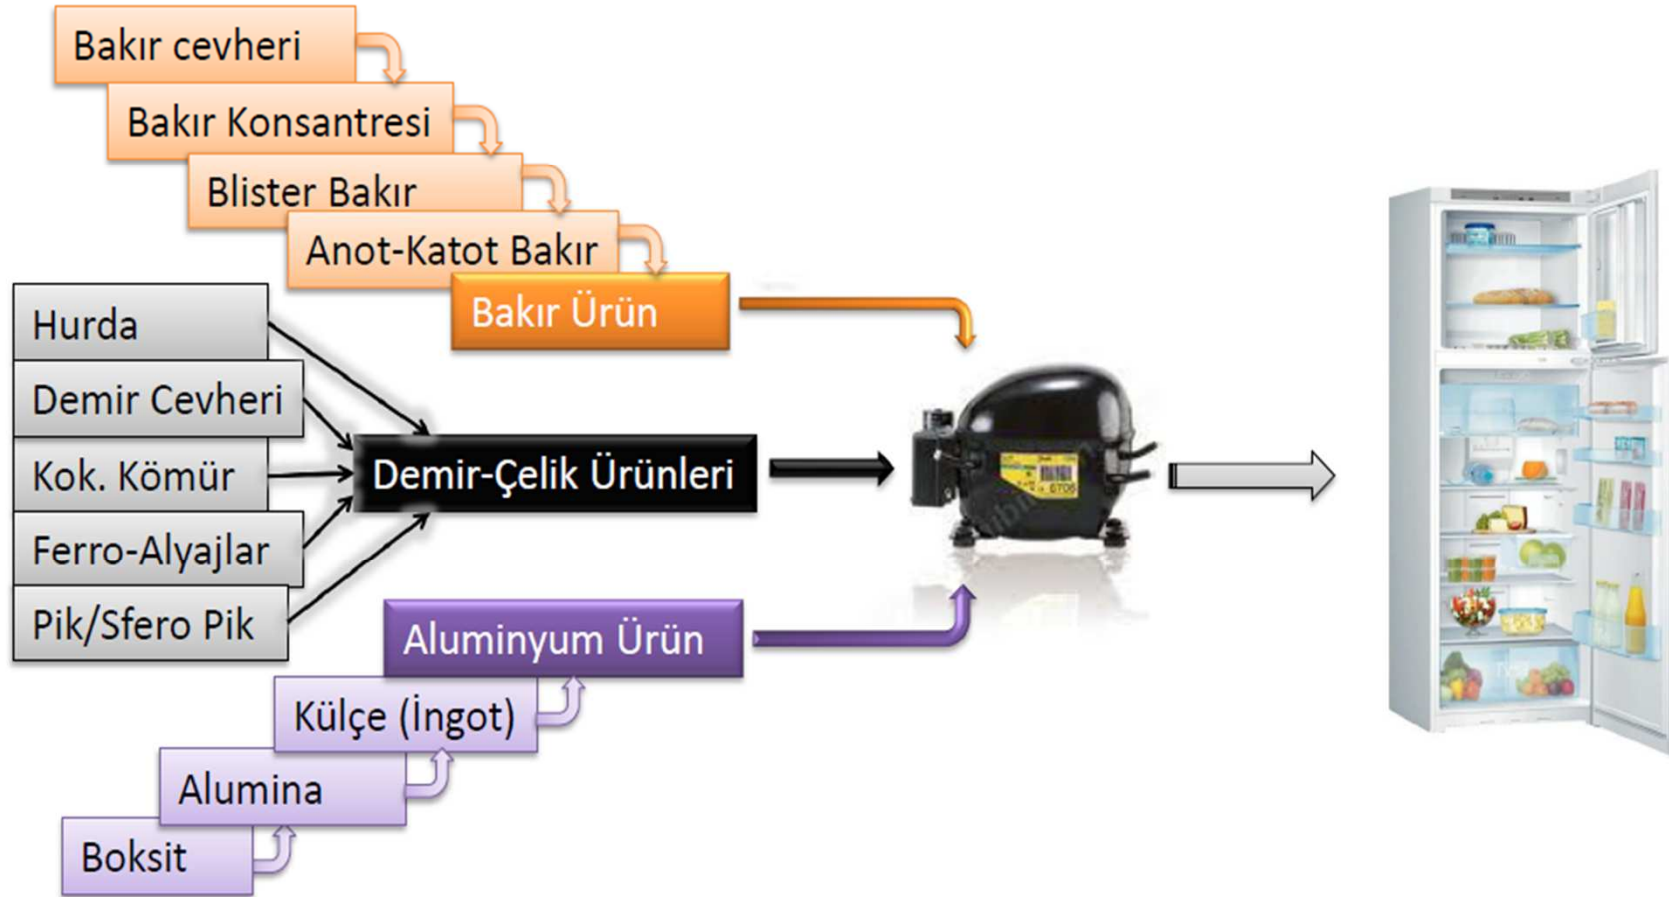 Bakır cevheri
Bakır Konsantresi
Blister Bakır
Anot-Katot Bakır
Bakır Ürün
Hurda
Demir Cevheri
Kok. Kömür
Ferro-Alyajlar
Pik/Sfero Pik
Demir-Çelik Ürünleri
Aluminyum Ürün
Külçe (İngot)
Alumina
Boksit